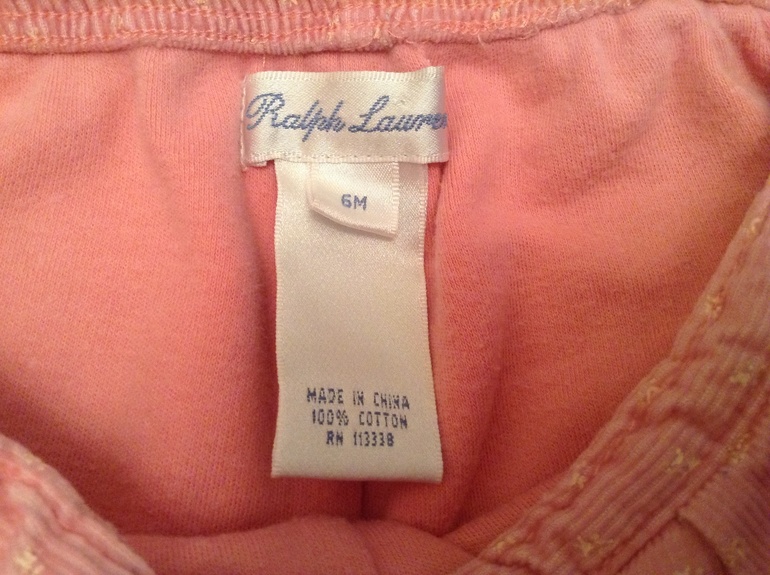 Ralph Lauren
6M
MADE IN CHINA
100% COTTON
RN 113338